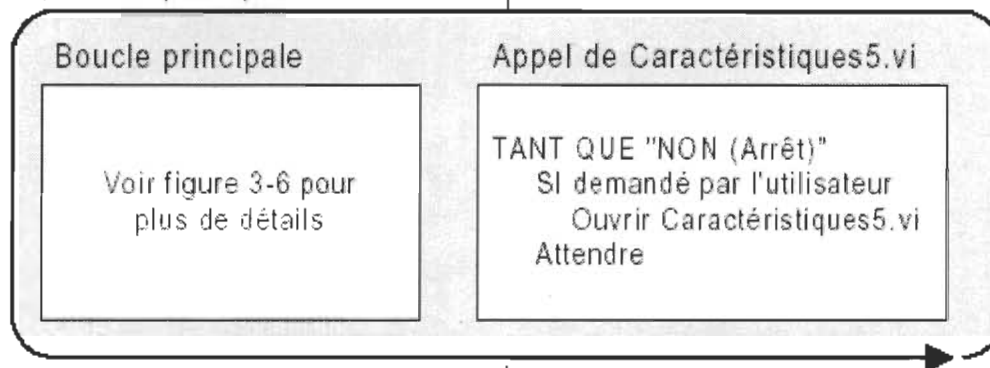 Boucle principale
Voir figure 3-6 pour
plus de détails
Appel de Caractéristiques5.vi
TANT QUE "NON (Arrêt)"
SI demandé par l'utilisateur
Ouvrir Caractéristiques5.vi
Attendre